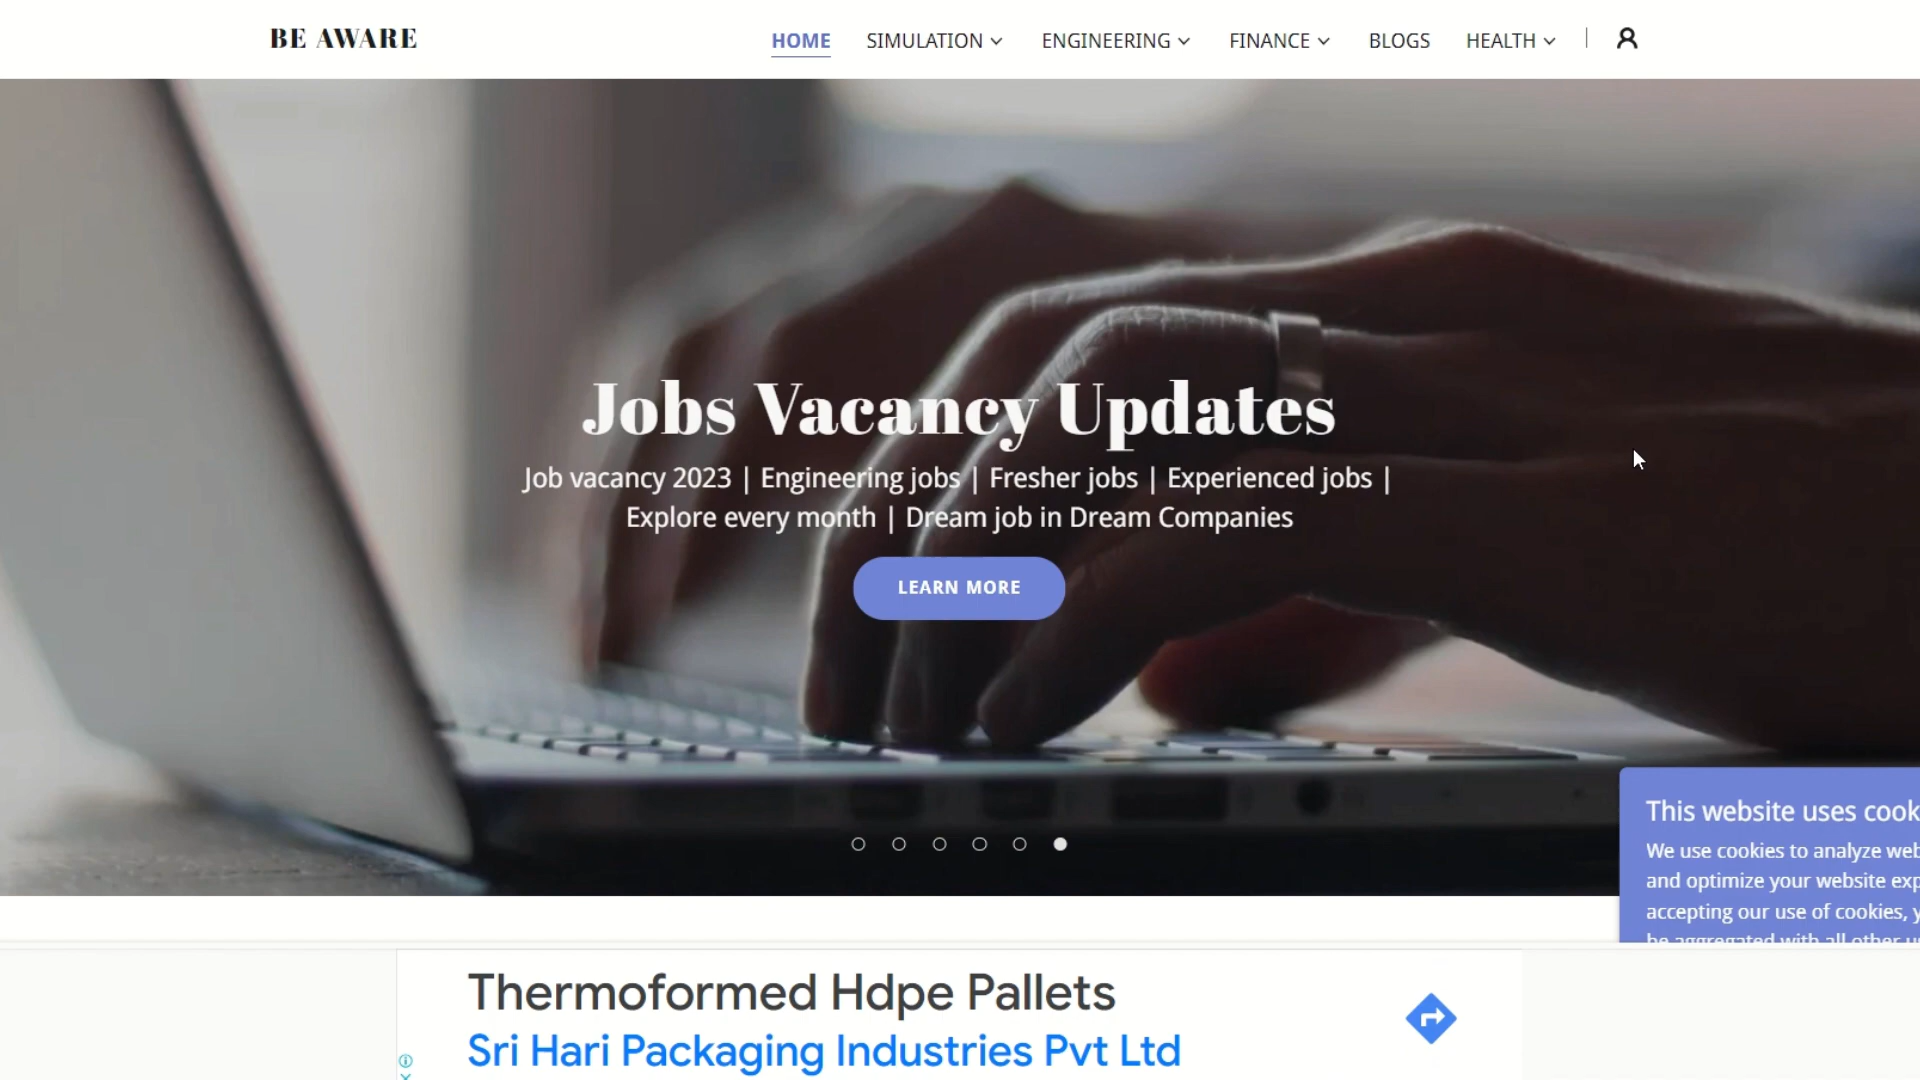 BE AWARE
HOME SIMULATION ENGINEERING FINANCE BLOGS HEALTH
Jobs Vacancy Updates
Job vacancy 2023 | Engineering jobs | Fresher jobs | Experienced jobs |
Explore every month | Dream job in Dream Companies
LEARN MORE
This website uses cook
We use cookies to analyze web
and optimize your website exp
accepting our use of cookies, y
be aggregated with all other u
Thermoformed Hdpe Pallets
Sri Hari Packaging Industries Pvt Ltd